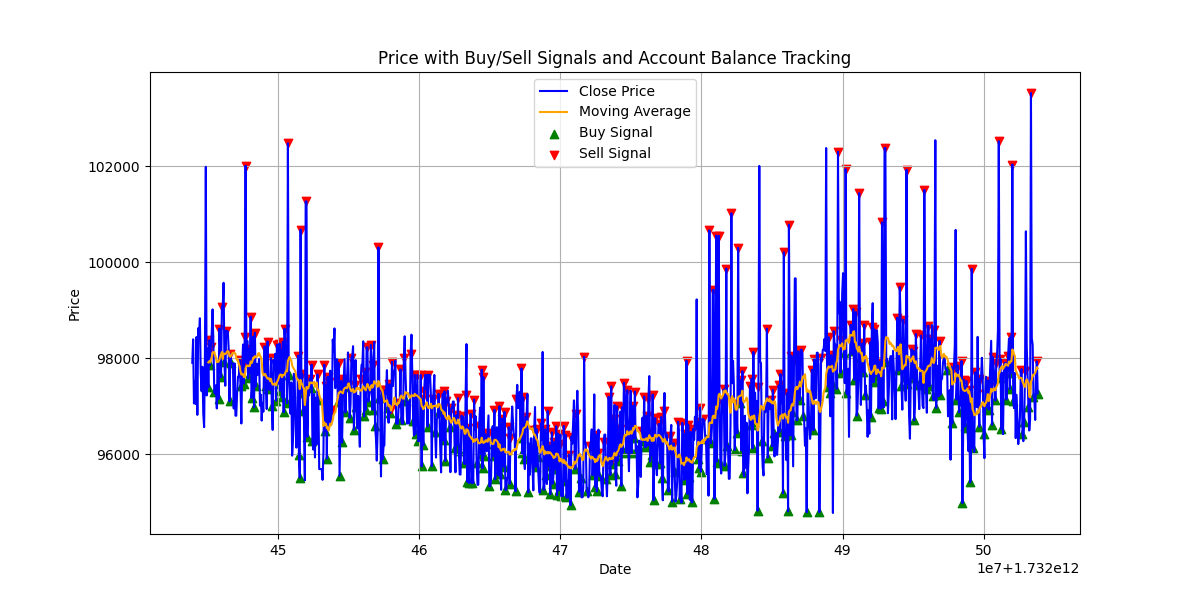 Price with Buy/Sell Signals and Account Balance Tracking
Close Price
Moving Average
Buy Signal
Sell Signal
102000
100000
98000
96000
Price
45 46 47 48 49 50
1e7+1.732e12
Date